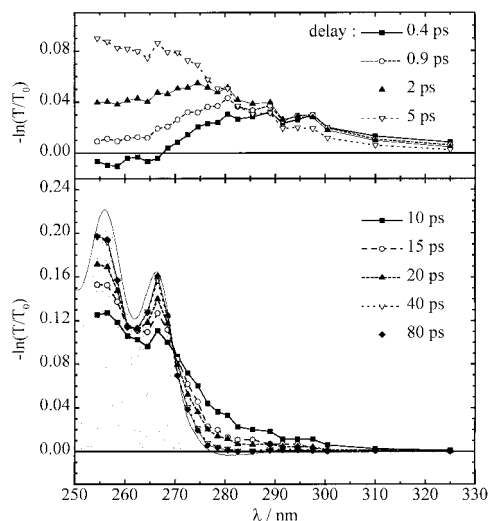 delay :
0.4 ps
0.9 ps
2 ps
5 ps
0.08
0.04
0.00
-ln(T/T₀)
10 ps
15 ps
20 ps
40 ps
80 ps
0.24
0.20
0.16
0.12
0.08
0.04
0.00
-ln(T/T₀)
250 260 270 280 290 300 310 320 330
λ / nm